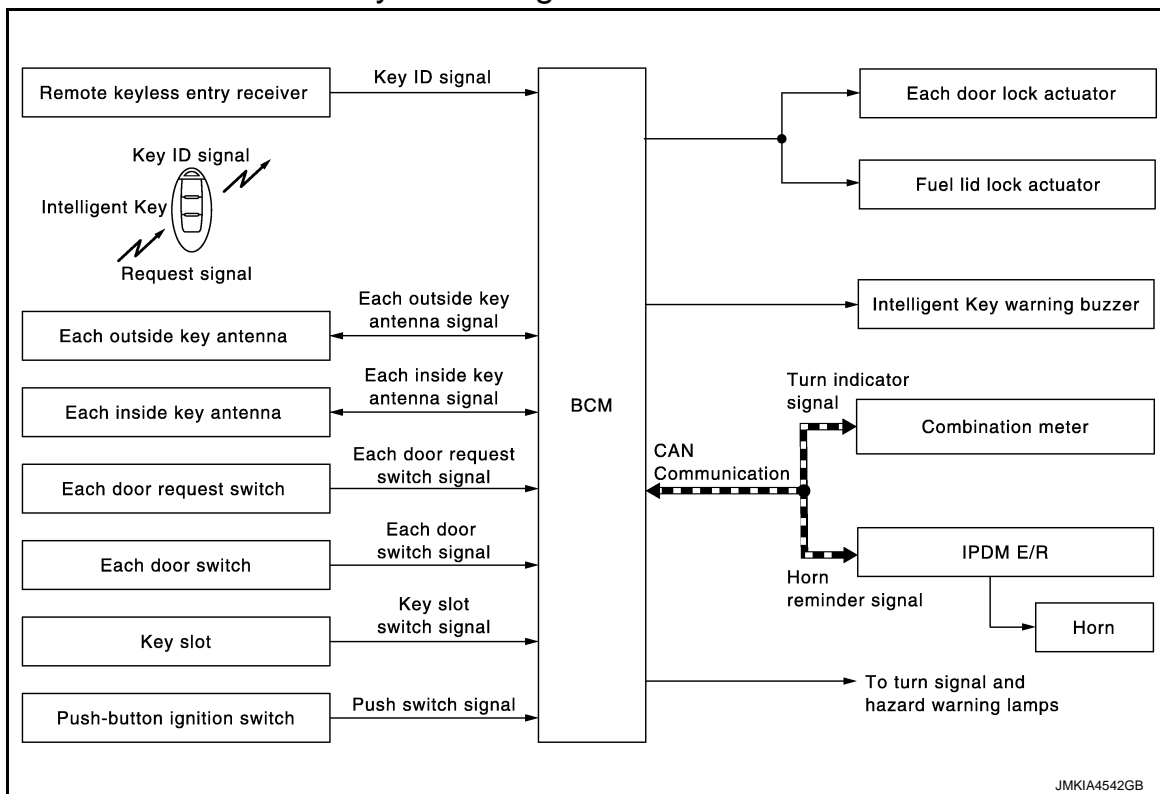 Remote keyless entry receiver
Key ID signal
Key ID signal
Intelligent Key
Request signal
Each outside key antenna
Each outside key
antenna signal
Each inside key antenna
Each inside key
antenna signal
Each door request switch
Each door request
switch signal
Each door switch
Each door
switch signal
Key slot
Key slot
switch signal
Push-button ignition switch
Push switch signal
BCM
Each door lock actuator
Fuel lid lock actuator
Intelligent Key warning buzzer
Turn indicator
signal
Combination meter
CAN
Communication
IPDM E/R
Horn
reminder signal
Horn
To turn signal and
hazard warning lamps
JMKIA4542GB